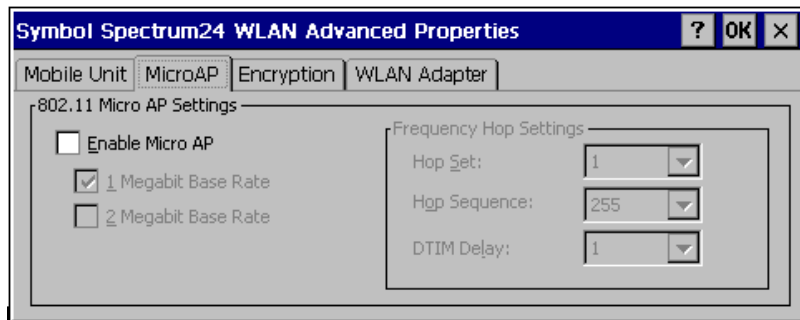 Symbol Spectrum24 WLAN Advanced Properties ? OK ×
Mobile Unit MicroAP Encryption WLAN Adapter
802.11 Micro AP Settings
Enable Micro AP
1 Megabit Base Rate
2 Megabit Base Rate
Frequency Hop Settings
Hop Set: 1
Hop Sequence: 255
DTIM Delay: 1